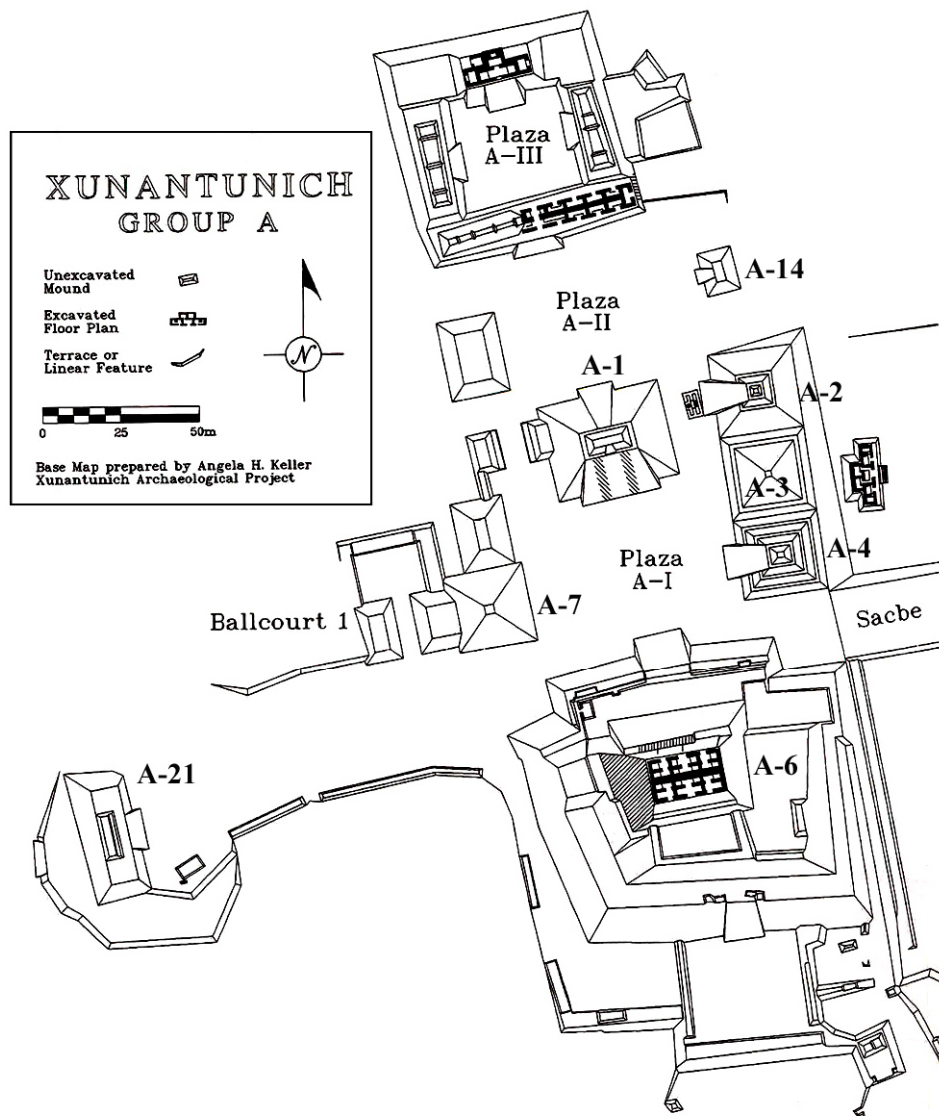 XUNANTUNICH
GROUP A
Unexcavated
Mound
Excavated
Floor Plan
Terrace or
Linear Feature
N
0 25 50m
Base Map prepared by Angela H. Keller
Xunantunich Archaeological Project
Plaza
A-III
A-14
Plaza
A-II
A-1
A-2
A-3
A-4
Plaza
A-I
A-7
Ballcourt 1
Sacbe
A-21
A-6